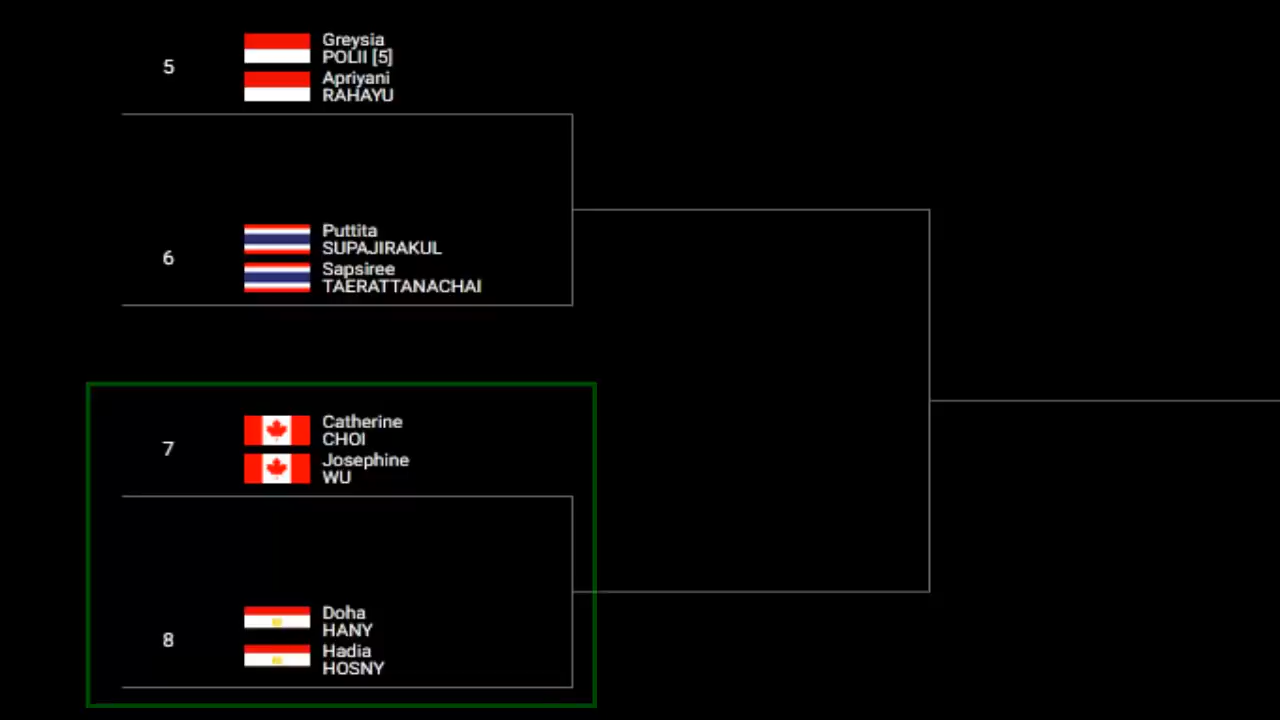 5
Greysia
POLII [5]
Apriyani
RAHAYU
6
Puttita
SUPAJIRAKUL
Sapsiree
TAERATTANACHAI
7
Catherine
CHOI
Josephine
WU
8
Doha
HANY
Hadia
HOSNY